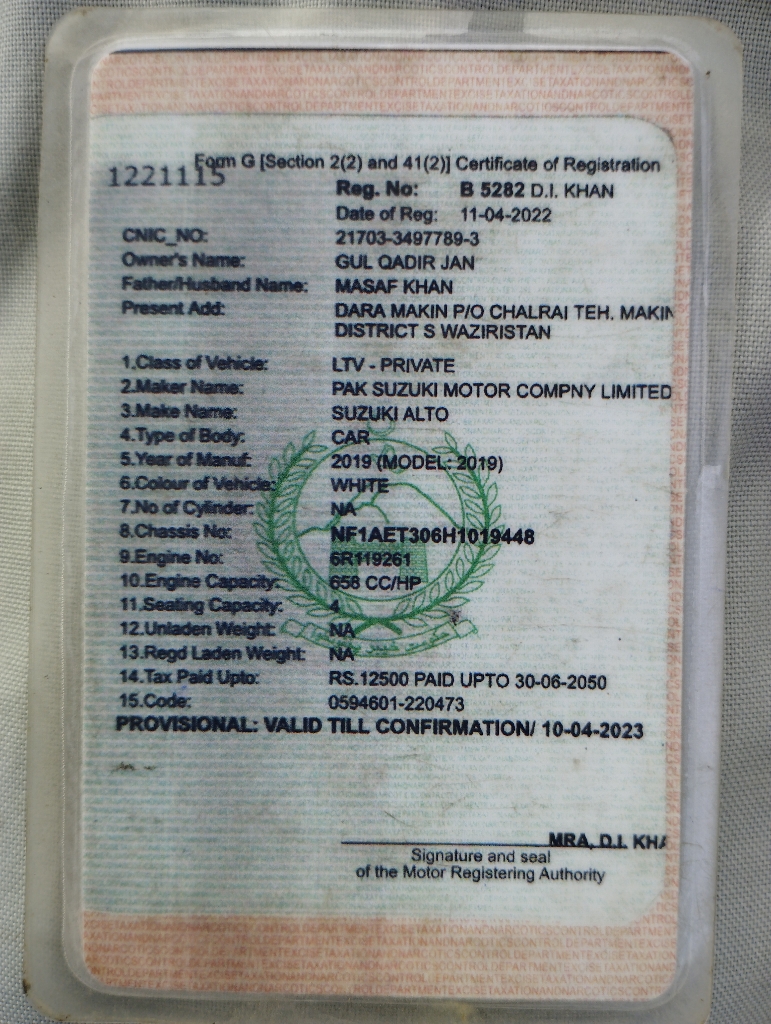 Form G [Section 2(2) and 41(2)] Certificate of Registration
1221115
Reg. No: B 5282 D.I. KHAN
Date of Reg: 11-04-2022
CNIC_NO: 21703-3497789-3
Owner's Name: GUL QADIR JAN
Father/Husband Name: MASAF KHAN
Present Add: DARA MAKIN P/O CHALRAI TEH. MAKIN
DISTRICT S WAZIRISTAN
1.Class of Vehicle: LTV - PRIVATE
2.Maker Name: PAK SUZUKI MOTOR COMPNY LIMITED
3.Make Name: SUZUKI ALTO
4.Type of Body: CAR
5.Year of Manuf: 2019 (MODEL: 2019)
6.Colour of Vehicle: WHITE
7.No of Cylinder: NA
8.Chassis No: NF1AET306H1019448
9.Engine No: 6R119261
10.Engine Capacity: 658 CC/HP
11.Seating Capacity: 4
12.Unladen Weight: NA
13.Regd Laden Weight: NA
14.Tax Paid Upto: RS.12500 PAID UPTO 30-06-2050
15.Code: 0594601-220473
PROVISIONAL: VALID TILL CONFIRMATION/ 10-04-2023
MRA, D.I. KHA
Signature and seal
of the Motor Registering Authority